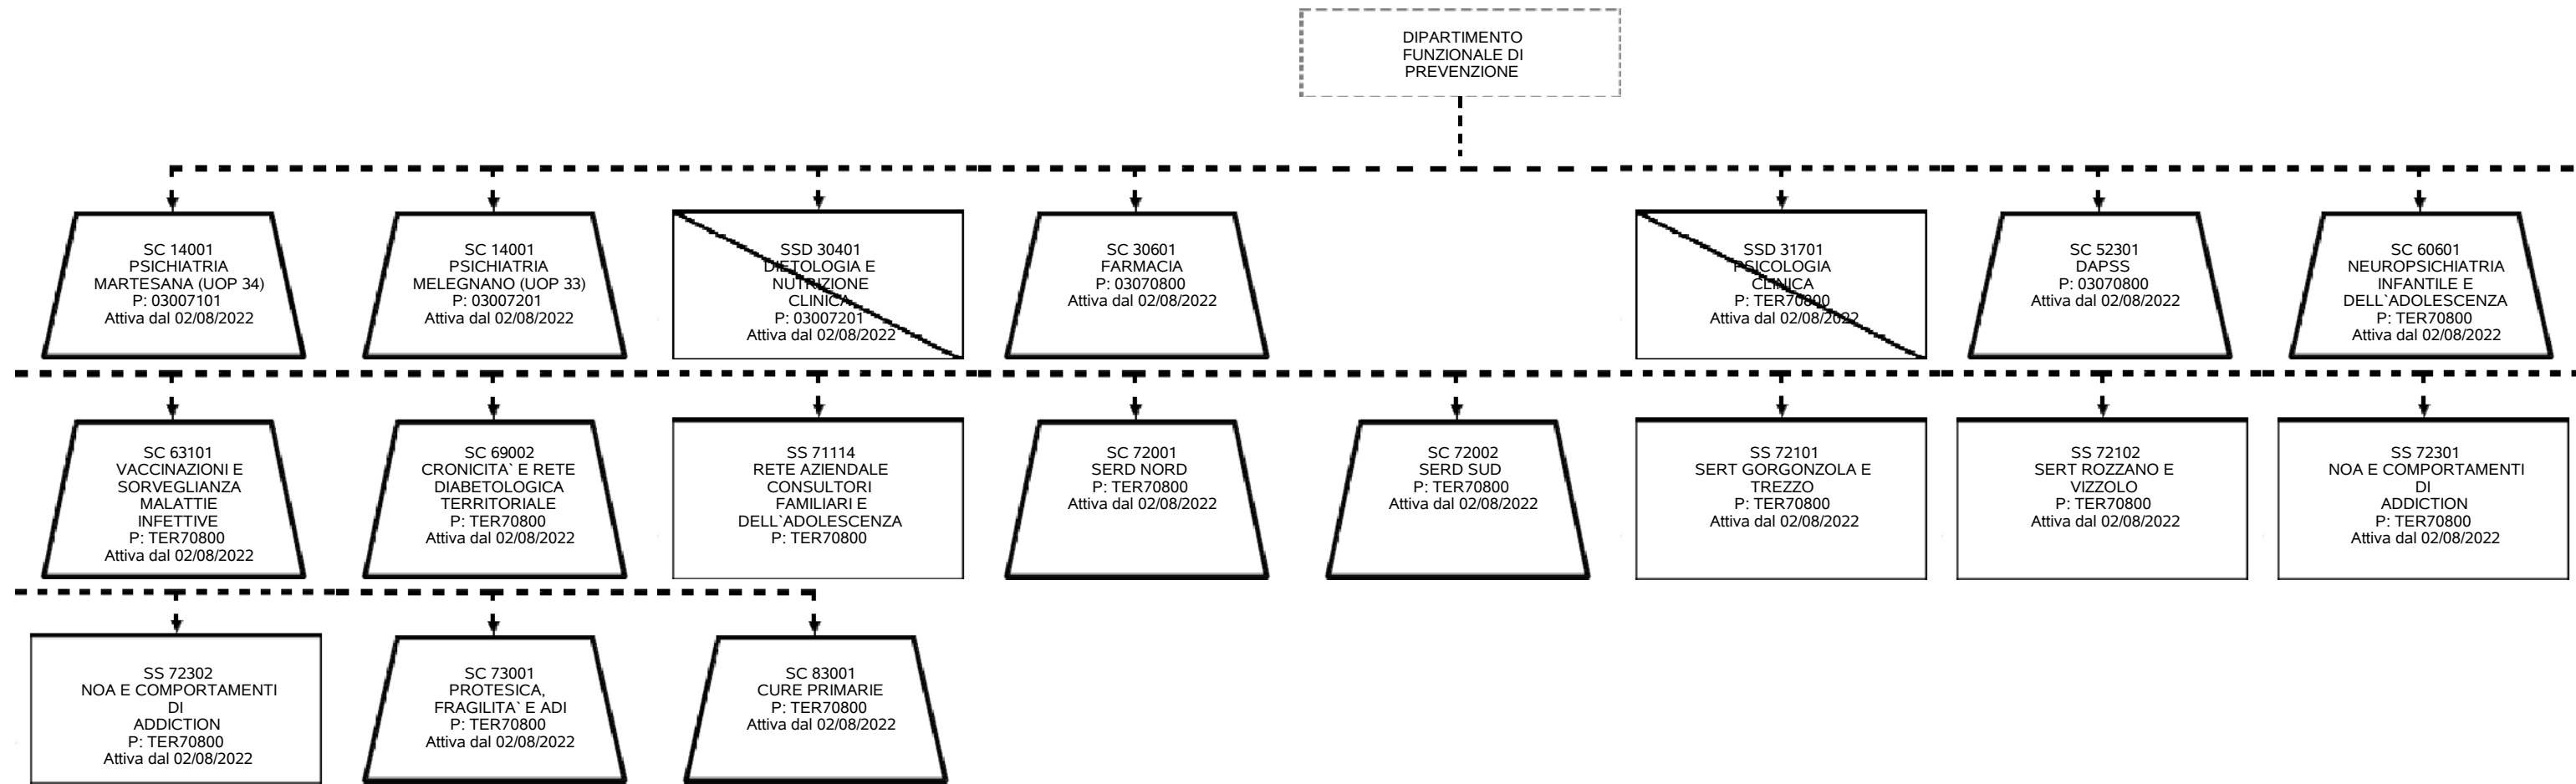 DIPARTIMENTO
FUNZIONALE DI
PREVENZIONE
SC 14001
PSICHIATRIA
MARTESANA (UOP 34)
P: 03007101
Attiva dal 02/08/2022
SC 14001
PSICHIATRIA
MELEGNANO (UOP 33)
P: 03007201
Attiva dal 02/08/2022
SSD 30401
DIETOLOGIA E
NUTRIZIONE
CLINICA
P: 03007201
Attiva dal 02/08/2022
SC 30601
FARMACIA
P: 03070800
Attiva dal 02/08/2022
SSD 31701
PSICOLOGIA
CLINICA
P: TER70800
Attiva dal 02/08/2022
SC 52301
DAPSS
P: 03070800
Attiva dal 02/08/2022
SC 60601
NEUROPSICHIATRIA
INFANTILE E
DELL`ADOLESCENZA
P: TER70800
Attiva dal 02/08/2022
SC 63101
VACCINAZIONI E
SORVEGLIANZA
MALATTIE
INFETTIVE
P: TER70800
Attiva dal 02/08/2022
SC 69002
CRONICITA` E RETE
DIABETOLOGICA
TERRITORIALE
P: TER70800
Attiva dal 02/08/2022
SS 71114
RETE AZIENDALE
CONSULTORI
FAMILIARI E
DELL`ADOLESCENZA
P: TER70800
SC 72001
SERD NORD
P: TER70800
Attiva dal 02/08/2022
SC 72002
SERD SUD
P: TER70800
Attiva dal 02/08/2022
SS 72101
SERT GORGONZOLA E
TREZZO
P: TER70800
Attiva dal 02/08/2022
SS 72102
SERT ROZZANO E
VIZZOLO
P: TER70800
Attiva dal 02/08/2022
SS 72301
NOA E COMPORTAMENTI
DI
ADDICTION
P: TER70800
Attiva dal 02/08/2022
SS 72302
NOA E COMPORTAMENTI
DI
ADDICTION
P: TER70800
Attiva dal 02/08/2022
SC 73001
PROTESICA,
FRAGILITA` E ADI
P: TER70800
Attiva dal 02/08/2022
SC 83001
CURE PRIMARIE
P: TER70800
Attiva dal 02/08/2022